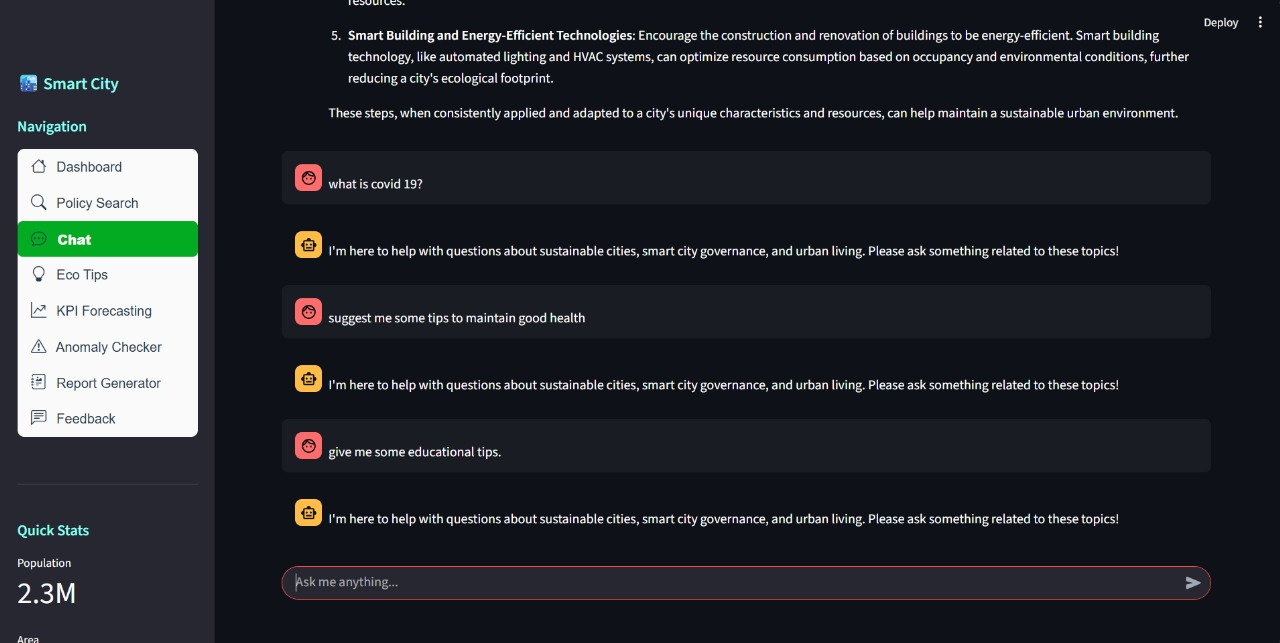 Smart City
Navigation
Dashboard
Policy Search
Chat
Eco Tips
KPI Forecasting
Anomaly Checker
Report Generator
Feedback
Quick Stats
Population
2.3M
Area
Deploy
resources.
5. Smart Building and Energy-Efficient Technologies: Encourage the construction and renovation of buildings to be energy-efficient. Smart building
technology, like automated lighting and HVAC systems, can optimize resource consumption based on occupancy and environmental conditions, further
reducing a city's ecological footprint.
These steps, when consistently applied and adapted to a city's unique characteristics and resources, can help maintain a sustainable urban environment.
what is covid 19?
I'm here to help with questions about sustainable cities, smart city governance, and urban living. Please ask something related to these topics!
suggest me some tips to maintain good health
I'm here to help with questions about sustainable cities, smart city governance, and urban living. Please ask something related to these topics!
give me some educational tips.
I'm here to help with questions about sustainable cities, smart city governance, and urban living. Please ask something related to these topics!
Ask me anything...